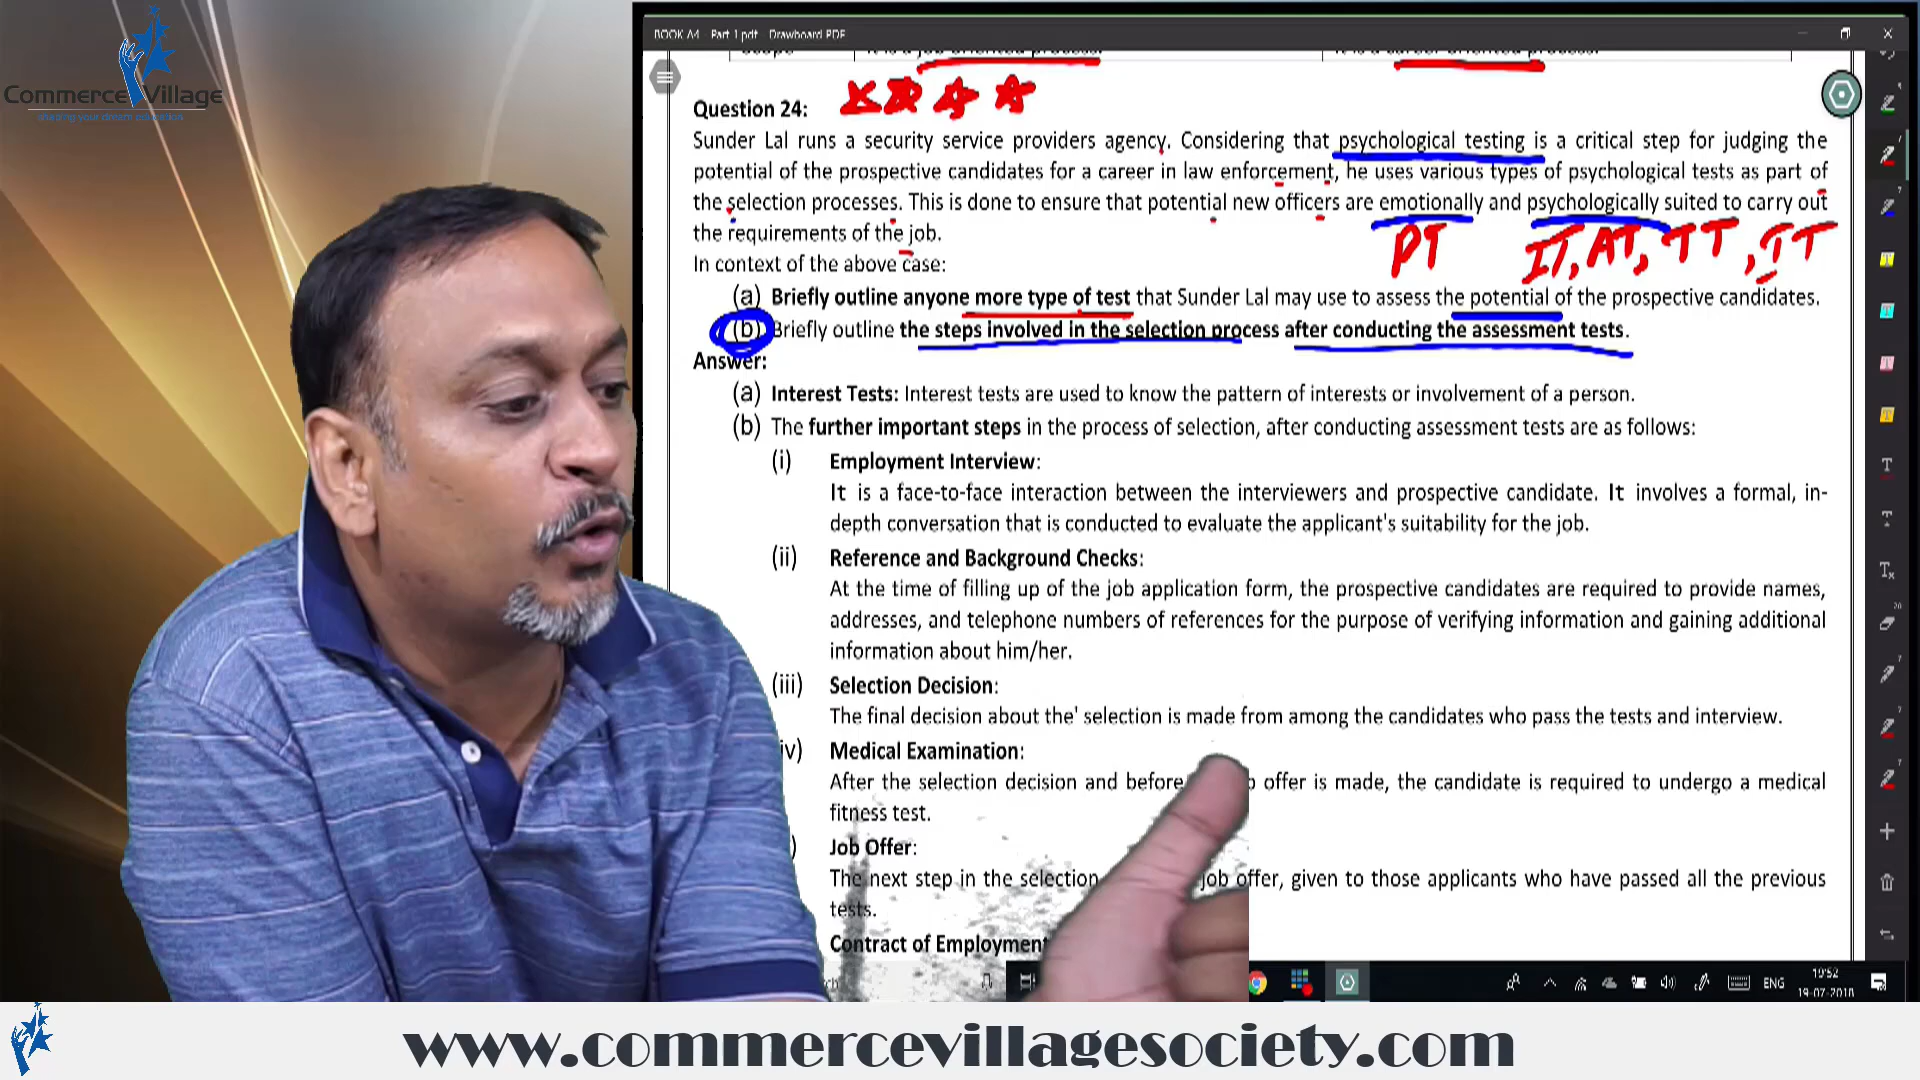 Commerce Village
BOOK A4 Part 1.pdf - Drawboard PDF
Question 24:
Sunder Lal runs a security service providers agency. Considering that psychological testing is a critical step for judging the
potential of the prospective candidates for a career in law enforcement, he uses various types of psychological tests as part of
the selection processes. This is done to ensure that potential new officers are emotionally and psychologically suited to carry out
the requirements of the job.
PT IT, AT, TT, IT
In context of the above case:
(a) Briefly outline anyone more type of test that Sunder Lal may use to assess the potential of the prospective candidates.
(b) Briefly outline the steps involved in the selection process after conducting the assessment tests.
Answer:
(a) Interest Tests: Interest tests are used to know the pattern of interests or involvement of a person.
(b) The further important steps in the process of selection, after conducting assessment tests are as follows:
(i) Employment Interview:
It is a face-to-face interaction between the interviewers and prospective candidate. It involves a formal, in-
depth conversation that is conducted to evaluate the applicant's suitability for the job.
(ii) Reference and Background Checks:
At the time of filling up of the job application form, the prospective candidates are required to provide names,
addresses, and telephone numbers of references for the purpose of verifying information and gaining additional
information about him/her.
(iii) Selection Decision:
The final decision about the' selection is made from among the candidates who pass the tests and interview.
iv) Medical Examination:
After the selection decision and before offer is made, the candidate is required to undergo a medical
fitness test.
) Job Offer:
The next step in the selection job offer, given to those applicants who have passed all the previous
tests.
Contract of Employment
ENG
19:52
19-07-2018
www.commercevillagesociety.com